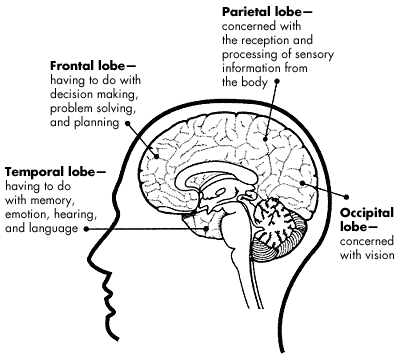 Parietal lobe—
concerned with
the reception and
processing of sensory
information from
the body
Frontal lobe—
having to do with
decision making,
problem solving,
and planning
Temporal lobe—
having to do
with memory,
emotion, hearing,
and language
Occipital
lobe—
concerned
with vision